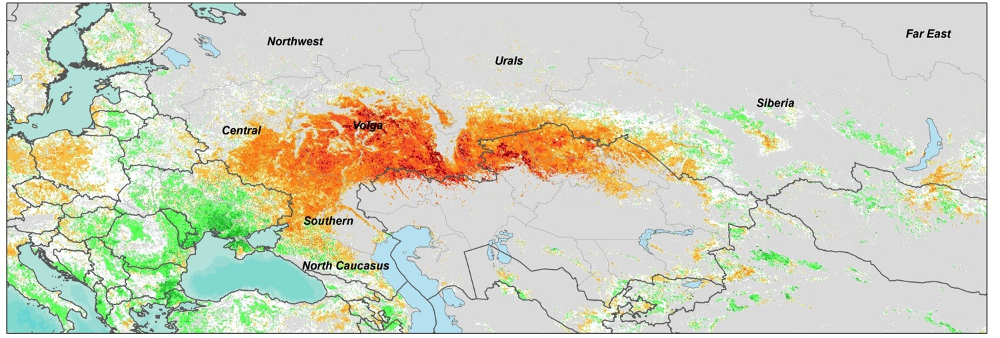 Far East
Northwest
Urals
Siberia
Volga
Central
Southern
North Caucasus